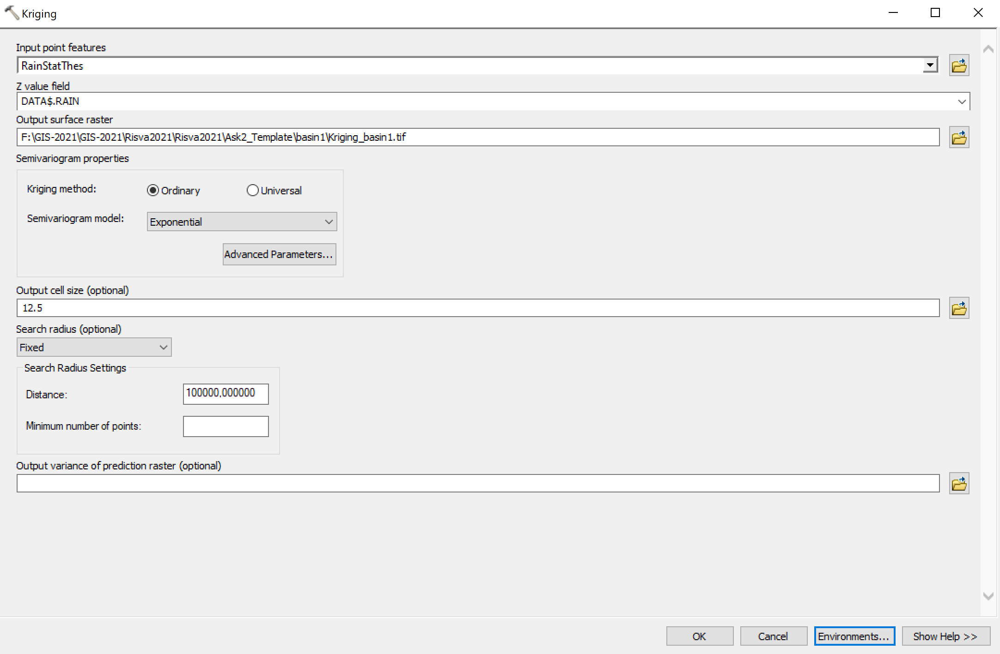 Kriging
Input point features
RainStatThes
Z value field
DATA$.RAIN
Output surface raster
F:\GIS-2021\GIS-2021\Risva2021\Risva2021\Ask2_Template\basin1\Kriging_basin1.tif
Semivariogram properties
Kriging method: Ordinary Universal
Semivariogram model: Exponential
Advanced Parameters...
Output cell size (optional)
12.5
Search radius (optional)
Fixed
Search Radius Settings
Distance: 100000,000000
Minimum number of points:
Output variance of prediction raster (optional)
OK Cancel Environments... Show Help >>